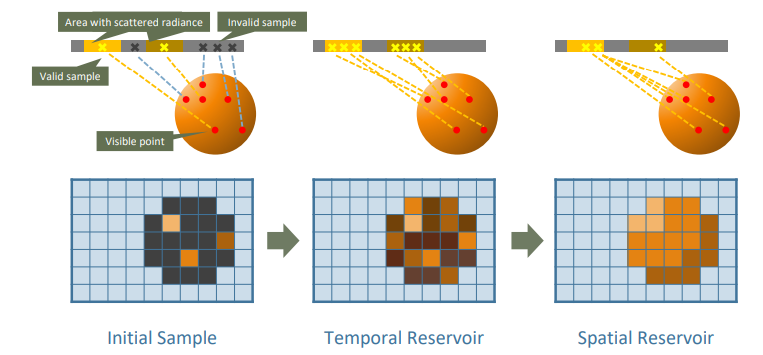 Area with scattered radiance
Invalid sample
Valid sample
Visible point
Initial Sample
Temporal Reservoir
Spatial Reservoir